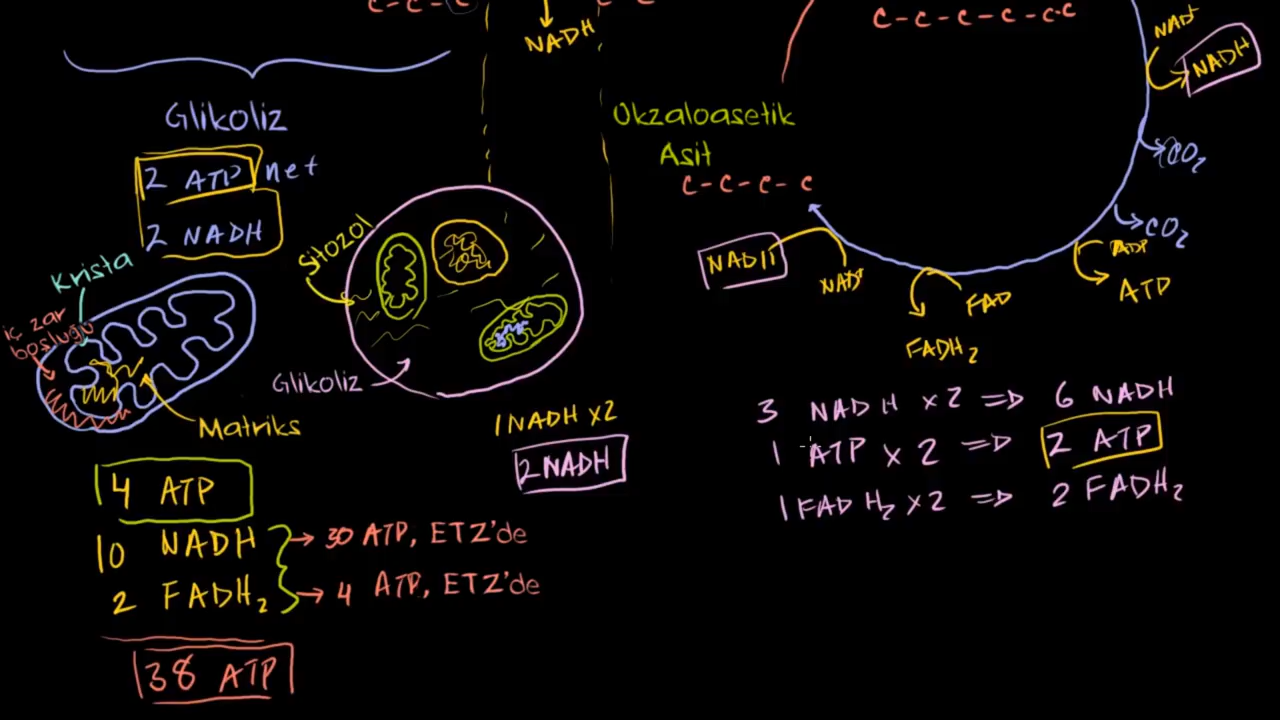 C-C-C
NADH
C-C-C-C-C-C
NAD+
NADH
CO2
CO2
ADP
ATP
FAD
FADH2
NAD+
NADH
Okzaloasetik
Asit
C-C-C-C
Glikoliz
2 ATP net
2 NADH
Krista
iç zar
boşluğu
Matriks
Sitozol
Glikoliz
1 NADH x2
2 NADH
3 NADH x2 => 6 NADH
1 ATP x 2 => 2 ATP
1 FADH2 x2 => 2 FADH2
4 ATP
10 NADH → 30 ATP, ETZ'de
2 FADH2 → 4 ATP, ETZ'de
38 ATP